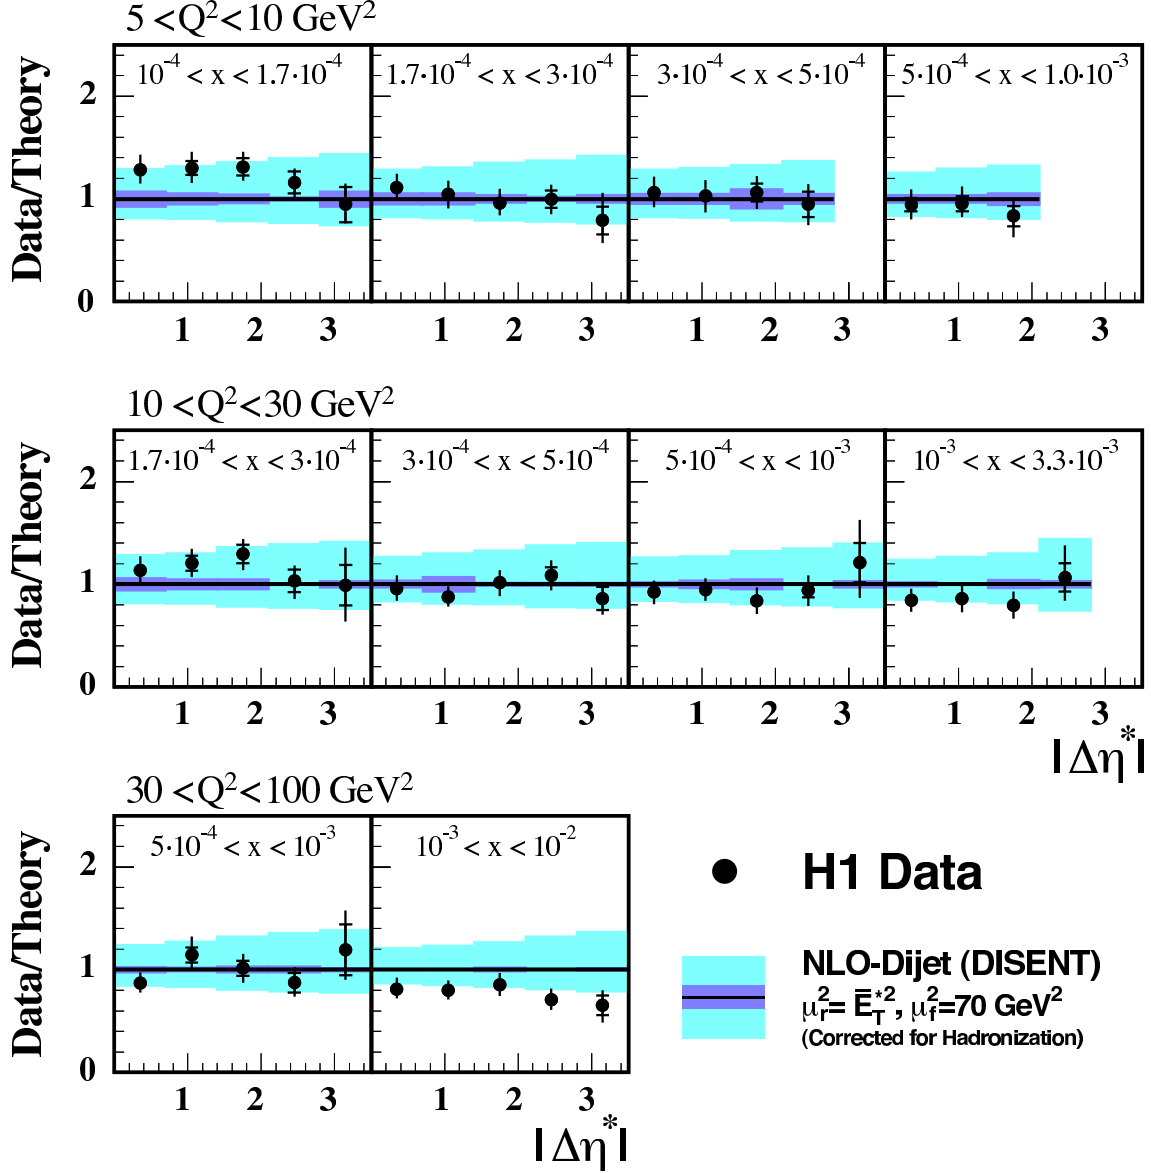 5 <Q²<10 GeV²
Data/Theory
10⁻⁴ < x < 1.7·10⁻⁴
1.7·10⁻⁴ < x < 3·10⁻⁴
3·10⁻⁴ < x < 5·10⁻⁴
5·10⁻⁴ < x < 1.0·10⁻³
2
1
0
1 2 3 1 2 3 1 2 3 1 2 3
10 <Q²<30 GeV²
Data/Theory
1.7·10⁻⁴ < x < 3·10⁻⁴
3·10⁻⁴ < x < 5·10⁻⁴
5·10⁻⁴ < x < 10⁻³
10⁻³ < x < 3.3·10⁻³
2
1
0
1 2 3 1 2 3 1 2 3 1 2 3
|Δη*|
30 <Q²<100 GeV²
Data/Theory
5·10⁻⁴ < x < 10⁻³
10⁻³ < x < 10⁻²
2
1
0
1 2 3 1 2 3
|Δη*|
H1 Data
NLO-Dijet (DISENT)
μ_r²= E̅_T*², μ_f²=70 GeV²
(Corrected for Hadronization)